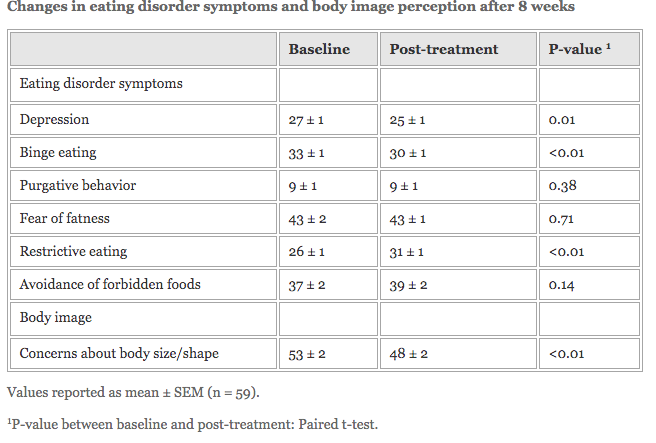 Changes in eating disorder symptoms and body image perception after 8 weeks
Baseline Post-treatment P-value ¹
Eating disorder symptoms
Depression 27 ± 1 25 ± 1 0.01
Binge eating 33 ± 1 30 ± 1 <0.01
Purgative behavior 9 ± 1 9 ± 1 0.38
Fear of fatness 43 ± 2 43 ± 1 0.71
Restrictive eating 26 ± 1 31 ± 1 <0.01
Avoidance of forbidden foods 37 ± 2 39 ± 2 0.14
Body image
Concerns about body size/shape 53 ± 2 48 ± 2 <0.01
Values reported as mean ± SEM (n = 59).
¹P-value between baseline and post-treatment: Paired t-test.